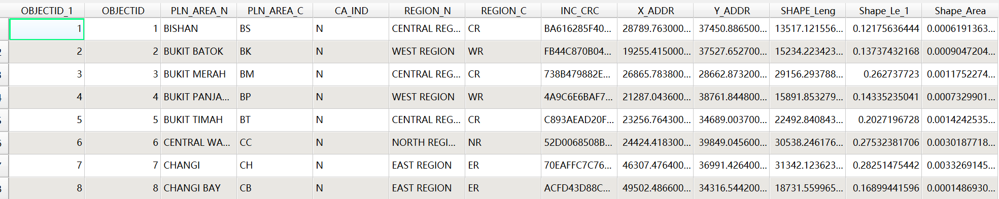 OBJECTID_1 OBJECTID PLN_AREA_N PLN_AREA_C CA_IND REGION_N REGION_C INC_CRC X_ADDR Y_ADDR SHAPE_Leng Shape_Le_1 Shape_Area
1 1 BISHAN BS N CENTRAL REG... CR BA616285F40... 28789.763000... 37450.886500... 13517.121556... 0.12175636444 0.0006191363...
2 2 BUKIT BATOK BK N WEST REGION WR FB44C870B04... 19255.415000... 37527.652700... 15234.223423... 0.13737432168 0.0009047204...
3 3 BUKIT MERAH BM N CENTRAL REG... CR 738B479882E... 26865.783800... 28662.873200... 29156.293788... 0.262737723 0.0011752274...
4 4 BUKIT PANJA... BP N WEST REGION WR 4A9C6E6BAF7... 21287.043600... 38761.844800... 15891.853279... 0.14335235041 0.0007329901...
5 5 BUKIT TIMAH BT N CENTRAL REG... CR C893AEAD20F... 23256.764300... 34689.003700... 22492.840843... 0.2027196728 0.0014242535...
6 6 CENTRAL WA... CC N NORTH REGI... NR 52D0068508B... 24424.418300... 39849.045600... 30538.246176... 0.27532381706 0.0030187718...
7 7 CHANGI CH N EAST REGION ER 70EAFFC7C76... 46307.476400... 36991.426400... 31342.123623... 0.28251475442 0.0033269145...
8 8 CHANGI BAY CB N EAST REGION ER ACFD43D88C... 49502.486600... 34316.544200... 18731.559965... 0.16899441596 0.0001486930...